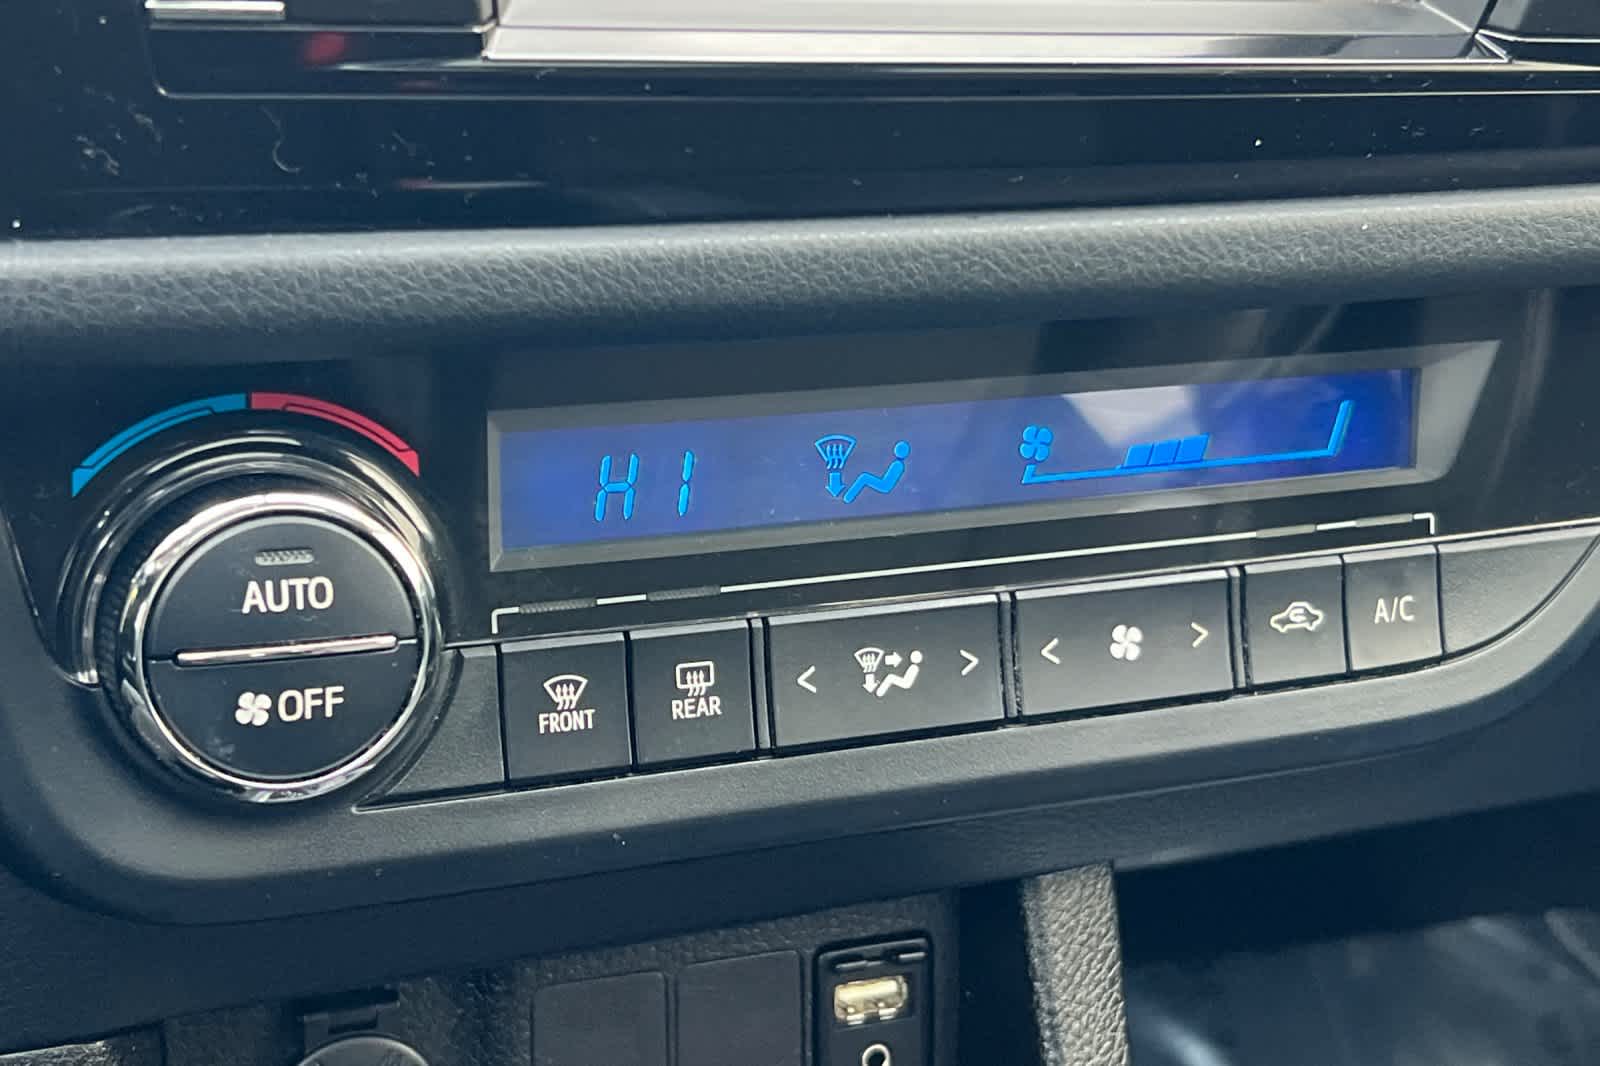 HI
AUTO
OFF
FRONT
REAR
< >
< >
A/C